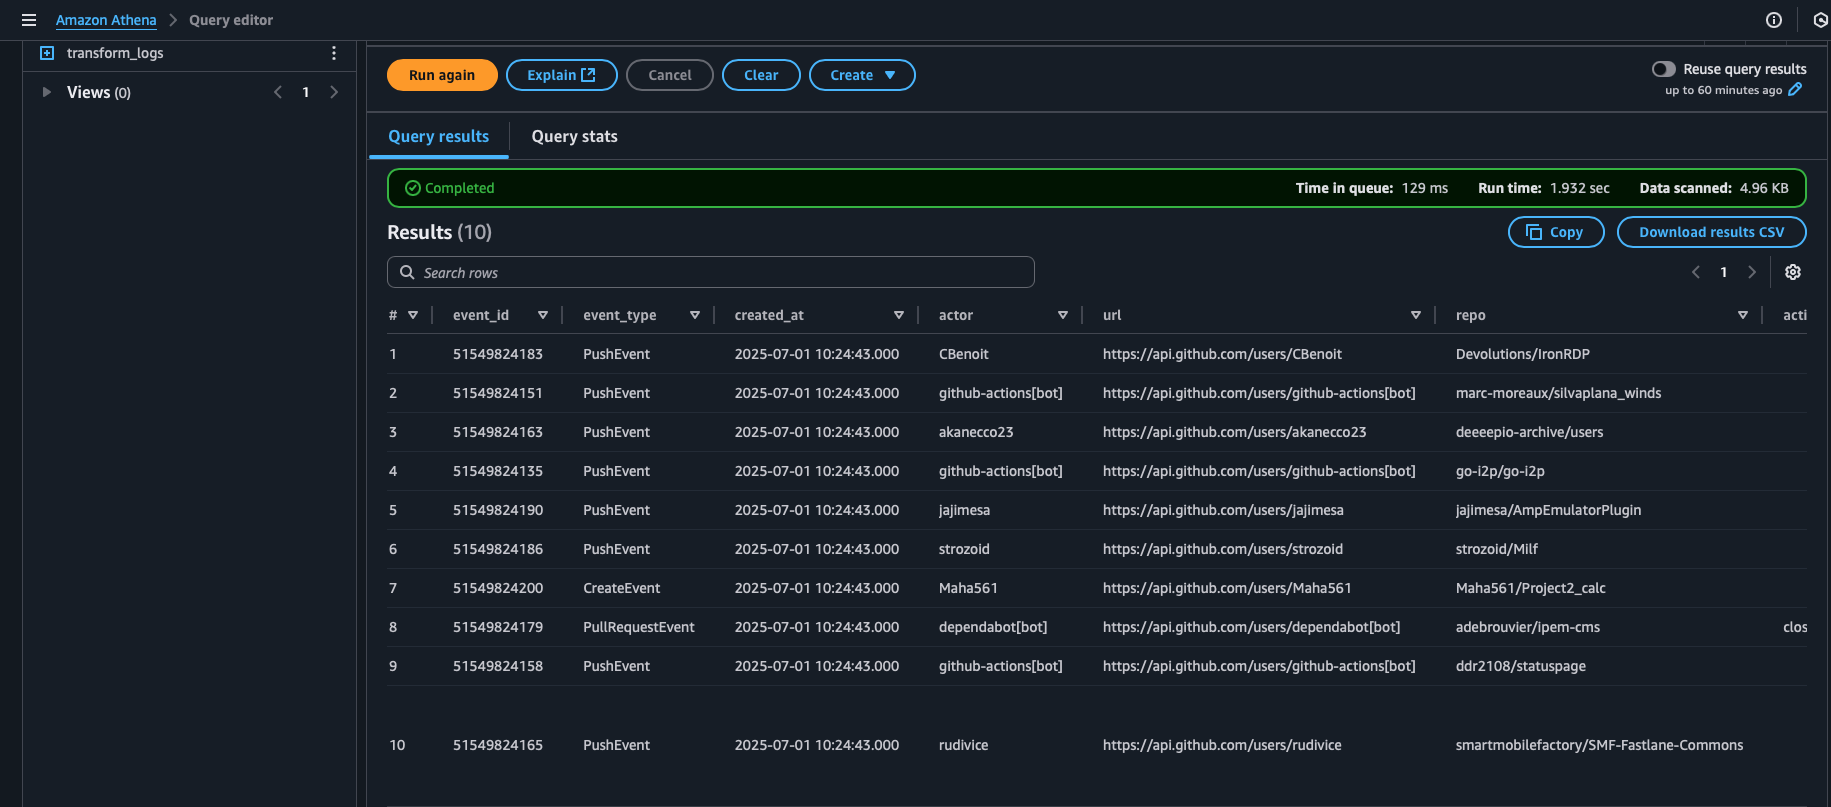 Amazon Athena > Query editor
transform_logs
Views (0) 1
Run again Explain Cancel Clear Create
Reuse query results
up to 60 minutes ago
Query results Query stats
Completed Time in queue: 129 ms Run time: 1.932 sec Data scanned: 4.96 KB
Results (10) Copy Download results CSV
Search rows 1
# event_id event_type created_at actor url repo acti
1 51549824183 PushEvent 2025-07-01 10:24:43.000 CBenoit https://api.github.com/users/CBenoit Devolutions/IronRDP
2 51549824151 PushEvent 2025-07-01 10:24:43.000 github-actions[bot] https://api.github.com/users/github-actions[bot] marc-moreaux/silvaplana_winds
3 51549824163 PushEvent 2025-07-01 10:24:43.000 akanecco23 https://api.github.com/users/akanecco23 deeeepio-archive/users
4 51549824135 PushEvent 2025-07-01 10:24:43.000 github-actions[bot] https://api.github.com/users/github-actions[bot] go-i2p/go-i2p
5 51549824190 PushEvent 2025-07-01 10:24:43.000 jajimesa https://api.github.com/users/jajimesa jajimesa/AmpEmulatorPlugin
6 51549824186 PushEvent 2025-07-01 10:24:43.000 strozoid https://api.github.com/users/strozoid strozoid/Milf
7 51549824200 CreateEvent 2025-07-01 10:24:43.000 Maha561 https://api.github.com/users/Maha561 Maha561/Project2_calc
8 51549824179 PullRequestEvent 2025-07-01 10:24:43.000 dependabot[bot] https://api.github.com/users/dependabot[bot] adebrouvier/ipem-cms clos
9 51549824158 PushEvent 2025-07-01 10:24:43.000 github-actions[bot] https://api.github.com/users/github-actions[bot] ddr2108/statuspage
10 51549824165 PushEvent 2025-07-01 10:24:43.000 rudivice https://api.github.com/users/rudivice smartmobilefactory/SMF-Fastlane-Commons